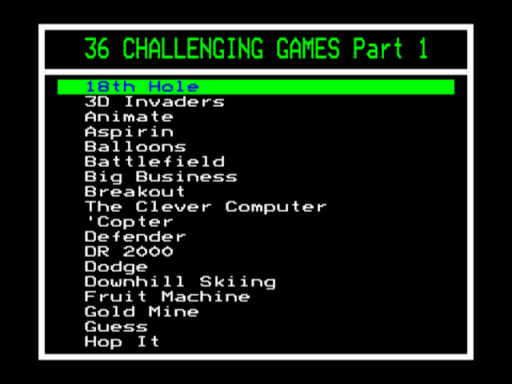 36 CHALLENGING GAMES Part 1
18th Hole
3D Invaders
Animate
Aspirin
Balloons
Battlefield
Big Business
Breakout
The Clever Computer
'Copter
Defender
DR 2000
Dodge
Downhill Skiing
Fruit Machine
Gold Mine
Guess
Hop It